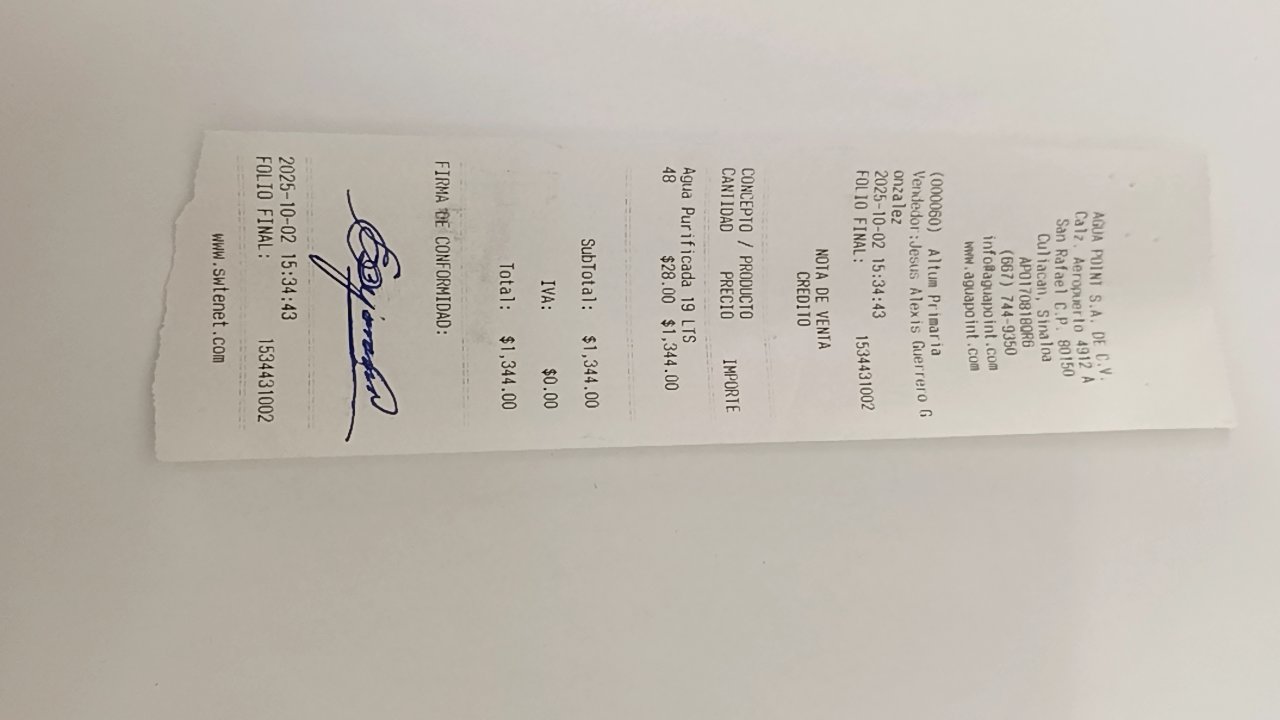 AGUA POINT S.A. DE C.V.
Calz. Aeropuerto 4912 A
San Rafael C.P. 80150
Culiacan, Sinaloa
APO170818QR6
(667) 744-9350
info@aguapoint.com
www.aguapoint.com
(000060) Altum Primaria
Vendedor:Jesus Alexis Guerrero G
onzalez
2025-10-02 15:34:43
FOLIO FINAL: 1534431002
NOTA DE VENTA
CREDITO
CONCEPTO / PRODUCTO
CANTIDAD PRECIO IMPORTE
Agua Purificada 19 LTS
48 $28.00 $1,344.00
SubTotal: $1,344.00
IVA: $0.00
Total: $1,344.00
FIRMA DE CONFORMIDAD:
2025-10-02 15:34:43
FOLIO FINAL: 1534431002
www.swtenet.com